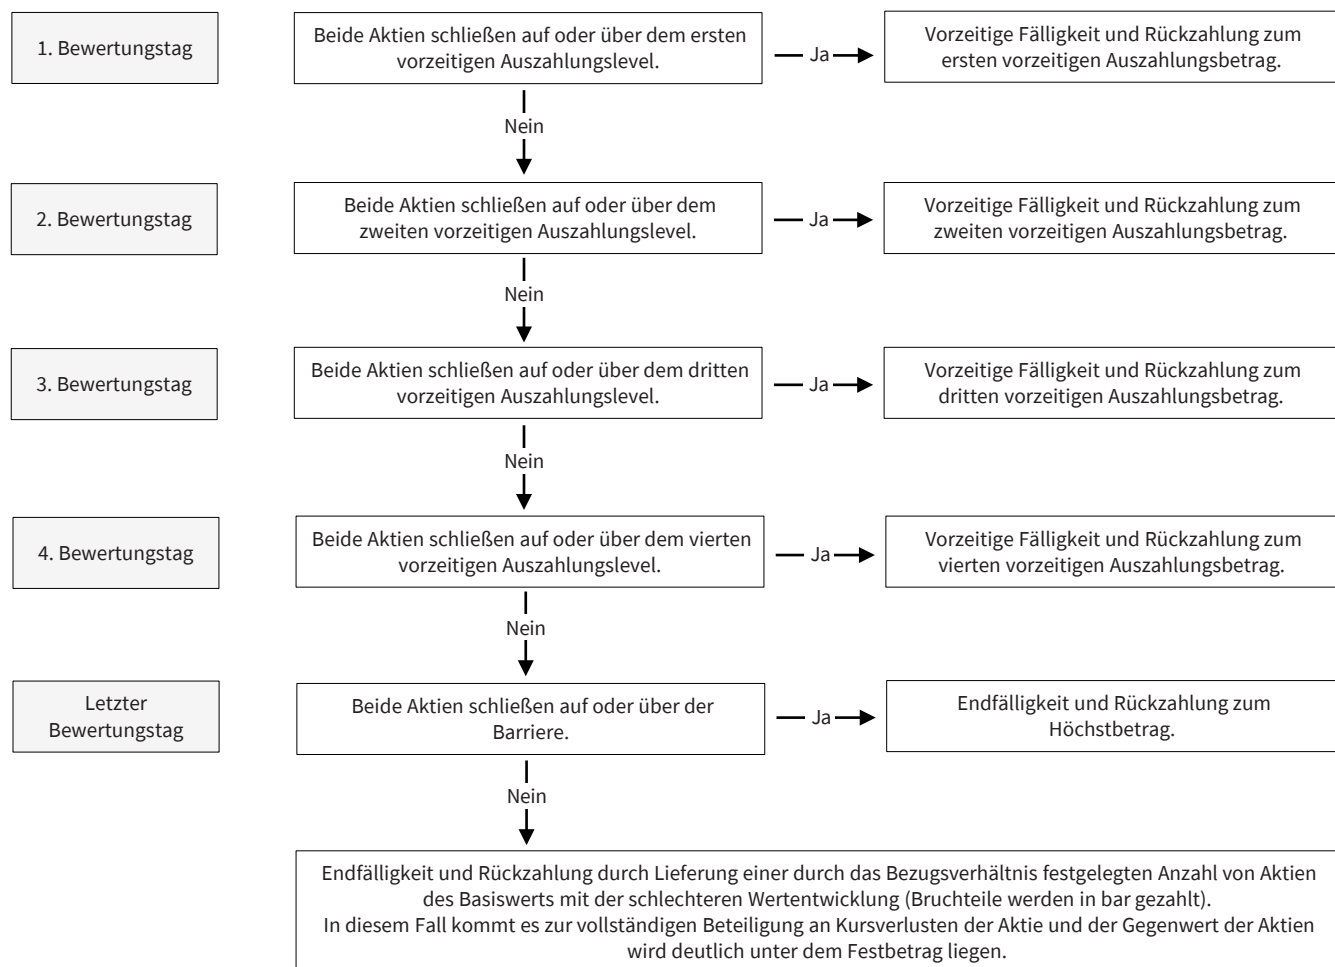 1. Bewertungstag
Beide Aktien schließen auf oder über dem ersten
vorzeitigen Auszahlungslevel.
Ja
Vorzeitige Fälligkeit und Rückzahlung zum
ersten vorzeitigen Auszahlungsbetrag.
Nein
2. Bewertungstag
Beide Aktien schließen auf oder über dem
zweiten vorzeitigen Auszahlungslevel.
Ja
Vorzeitige Fälligkeit und Rückzahlung zum
zweiten vorzeitigen Auszahlungsbetrag.
Nein
3. Bewertungstag
Beide Aktien schließen auf oder über dem dritten
vorzeitigen Auszahlungslevel.
Ja
Vorzeitige Fälligkeit und Rückzahlung zum
dritten vorzeitigen Auszahlungsbetrag.
Nein
4. Bewertungstag
Beide Aktien schließen auf oder über dem vierten
vorzeitigen Auszahlungslevel.
Ja
Vorzeitige Fälligkeit und Rückzahlung zum
vierten vorzeitigen Auszahlungsbetrag.
Nein
Letzter
Bewertungstag
Beide Aktien schließen auf oder über der
Barriere.
Ja
Endfälligkeit und Rückzahlung zum
Höchstbetrag.
Nein
Endfälligkeit und Rückzahlung durch Lieferung einer durch das Bezugsverhältnis festgelegten Anzahl von Aktien
des Basiswerts mit der schlechteren Wertentwicklung (Bruchteile werden in bar gezahlt).
In diesem Fall kommt es zur vollständigen Beteiligung an Kursverlusten der Aktie und der Gegenwert der Aktien
wird deutlich unter dem Festbetrag liegen.